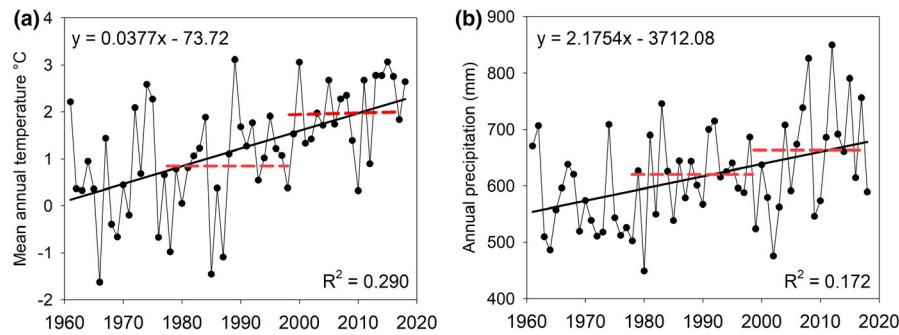 (a)
y = 0.0377x - 73.72
Mean annual temperature °C
4
3
2
1
0
-1
-2
R² = 0.290
1960 1970 1980 1990 2000 2010 2020
(b)
y = 2.1754x - 3712.08
Annual precipitation (mm)
900
800
700
600
500
400
R² = 0.172
1960 1970 1980 1990 2000 2010 2020